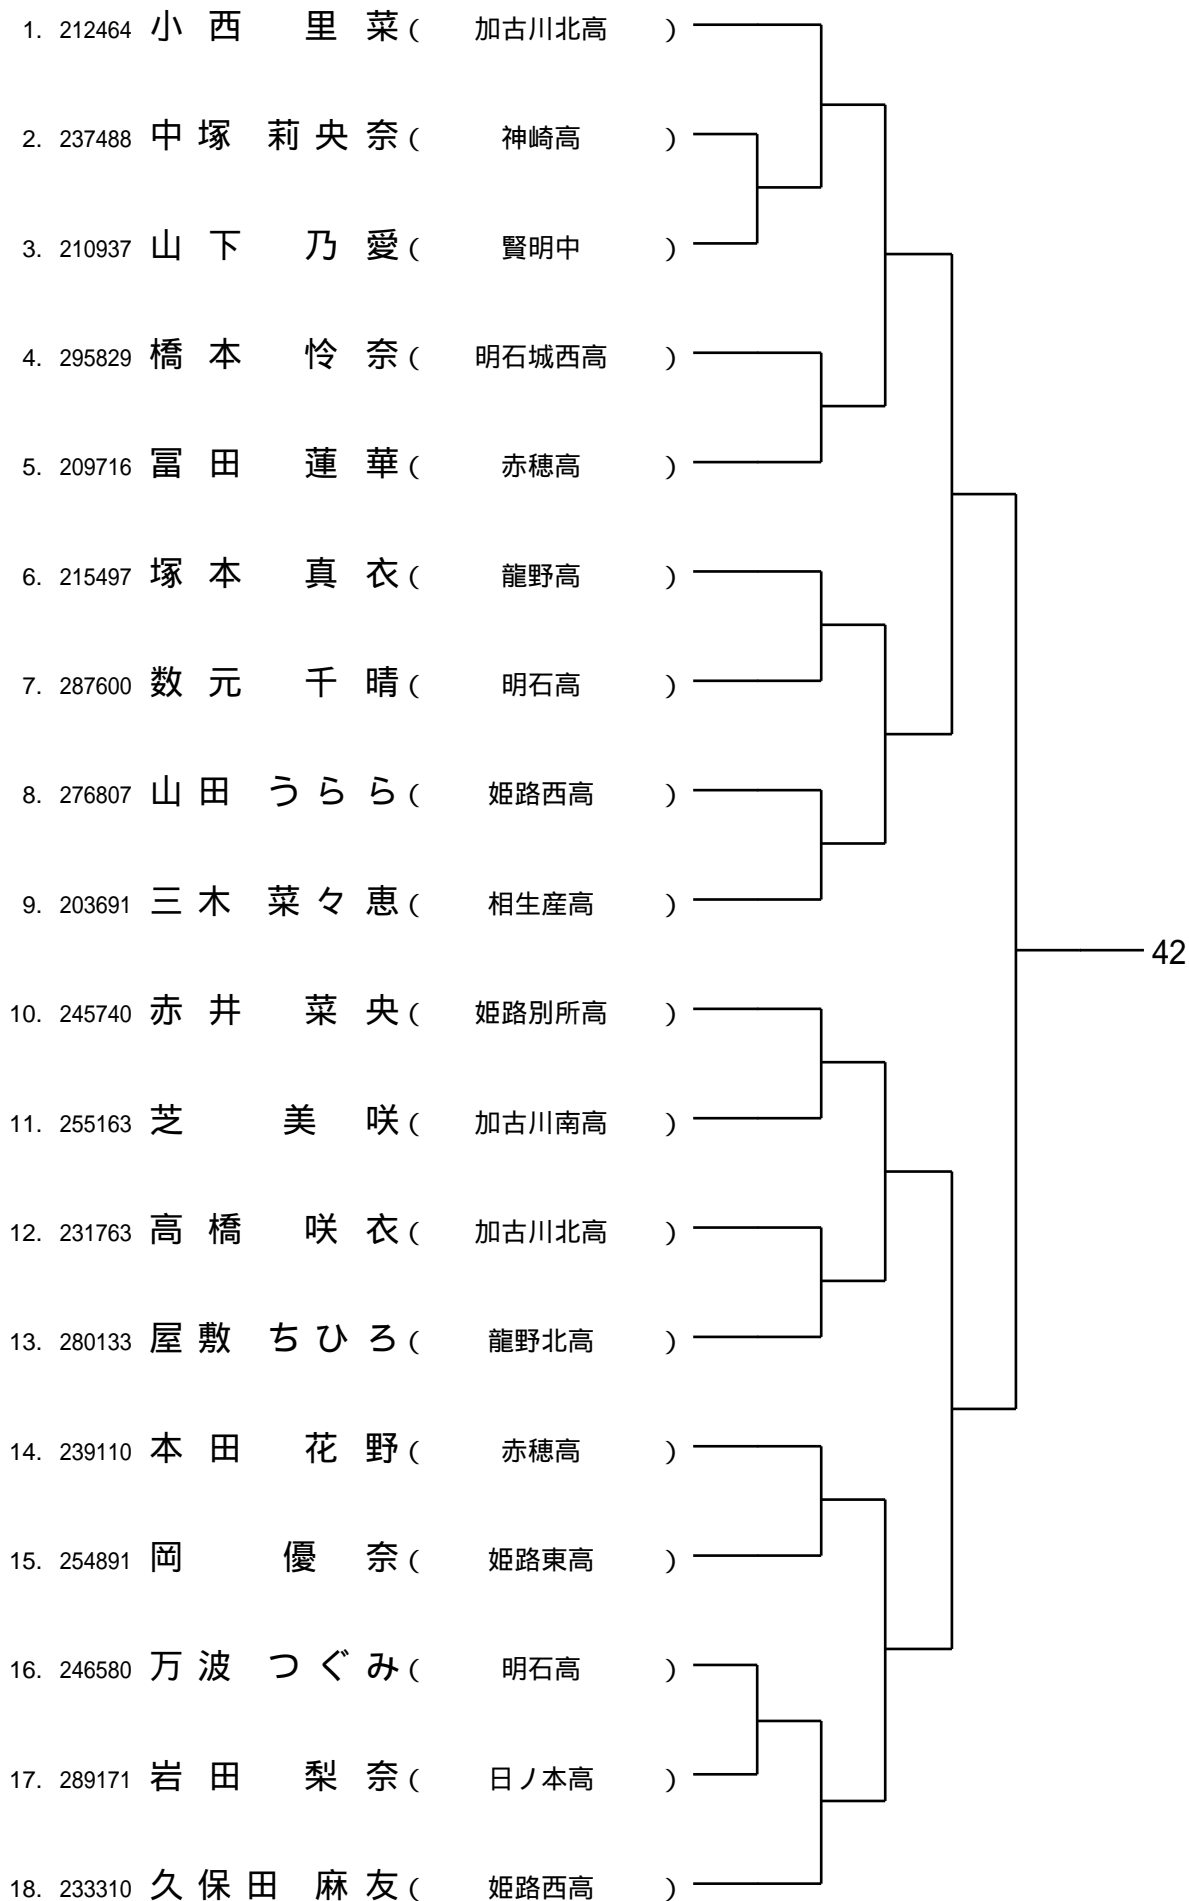 1. 212464 小西 里菜 ( 加古川北高 )
2. 237488 中塚 莉央奈 ( 神崎高 )
3. 210937 山下 乃愛 ( 賢明中 )
4. 295829 橋本 怜奈 ( 明石城西高 )
5. 209716 冨田 蓮華 ( 赤穂高 )
6. 215497 塚本 真衣 ( 龍野高 )
7. 287600 数元 千晴 ( 明石高 )
8. 276807 山田 うらら ( 姫路西高 )
9. 203691 三木 菜々恵 ( 相生産高 )
42
10. 245740 赤井 菜央 ( 姫路別所高 )
11. 255163 芝 美咲 ( 加古川南高 )
12. 231763 高橋 咲衣 ( 加古川北高 )
13. 280133 屋敷 ちひろ ( 龍野北高 )
14. 239110 本田 花野 ( 赤穂高 )
15. 254891 岡 優奈 ( 姫路東高 )
16. 246580 万波 つぐみ ( 明石高 )
17. 289171 岩田 梨奈 ( 日ノ本高 )
18. 233310 久保田 麻友 ( 姫路西高 )